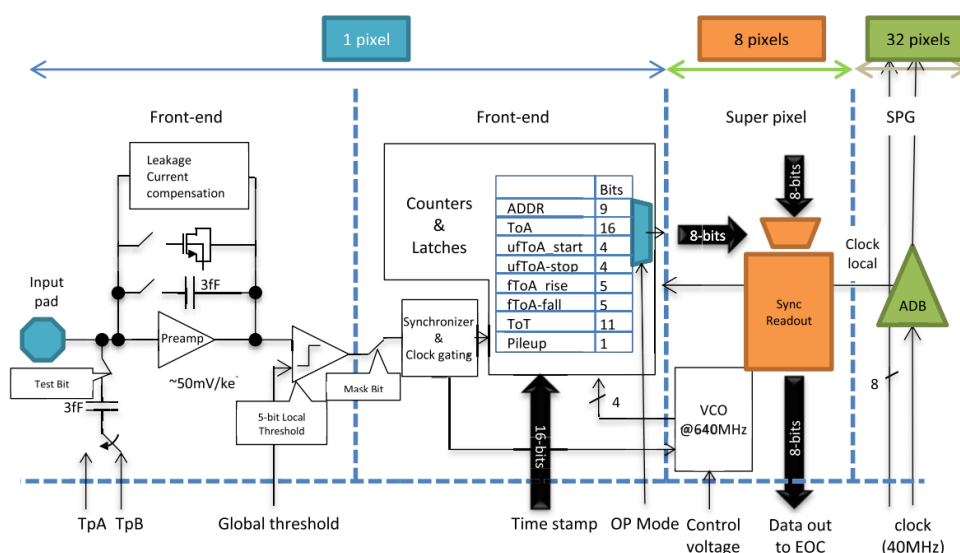 1 pixel
8 pixels
32 pixels
Front-end
Front-end
Super pixel
SPG
Leakage
Current
compensation
3fF
Input
pad
Preamp
~50mV/ke-
Test Bit
3fF
TpA
TpB
5-bit Local
Threshold
Mask Bit
Global threshold
Synchronizer
&
Clock gating
Counters
&
Latches
Bits
ADDR 9
ToA 16
ufToA_start 4
ufToA-stop 4
fToA_rise 5
fToA-fall 5
ToT 11
Pileup 1
16-bits
Time stamp
OP Mode
4
VCO
@640MHz
Control
voltage
8-bits
8-bits
Sync
Readout
8-bits
Data out
to EOC
Clock
local
ADB
8
clock
(40MHz)